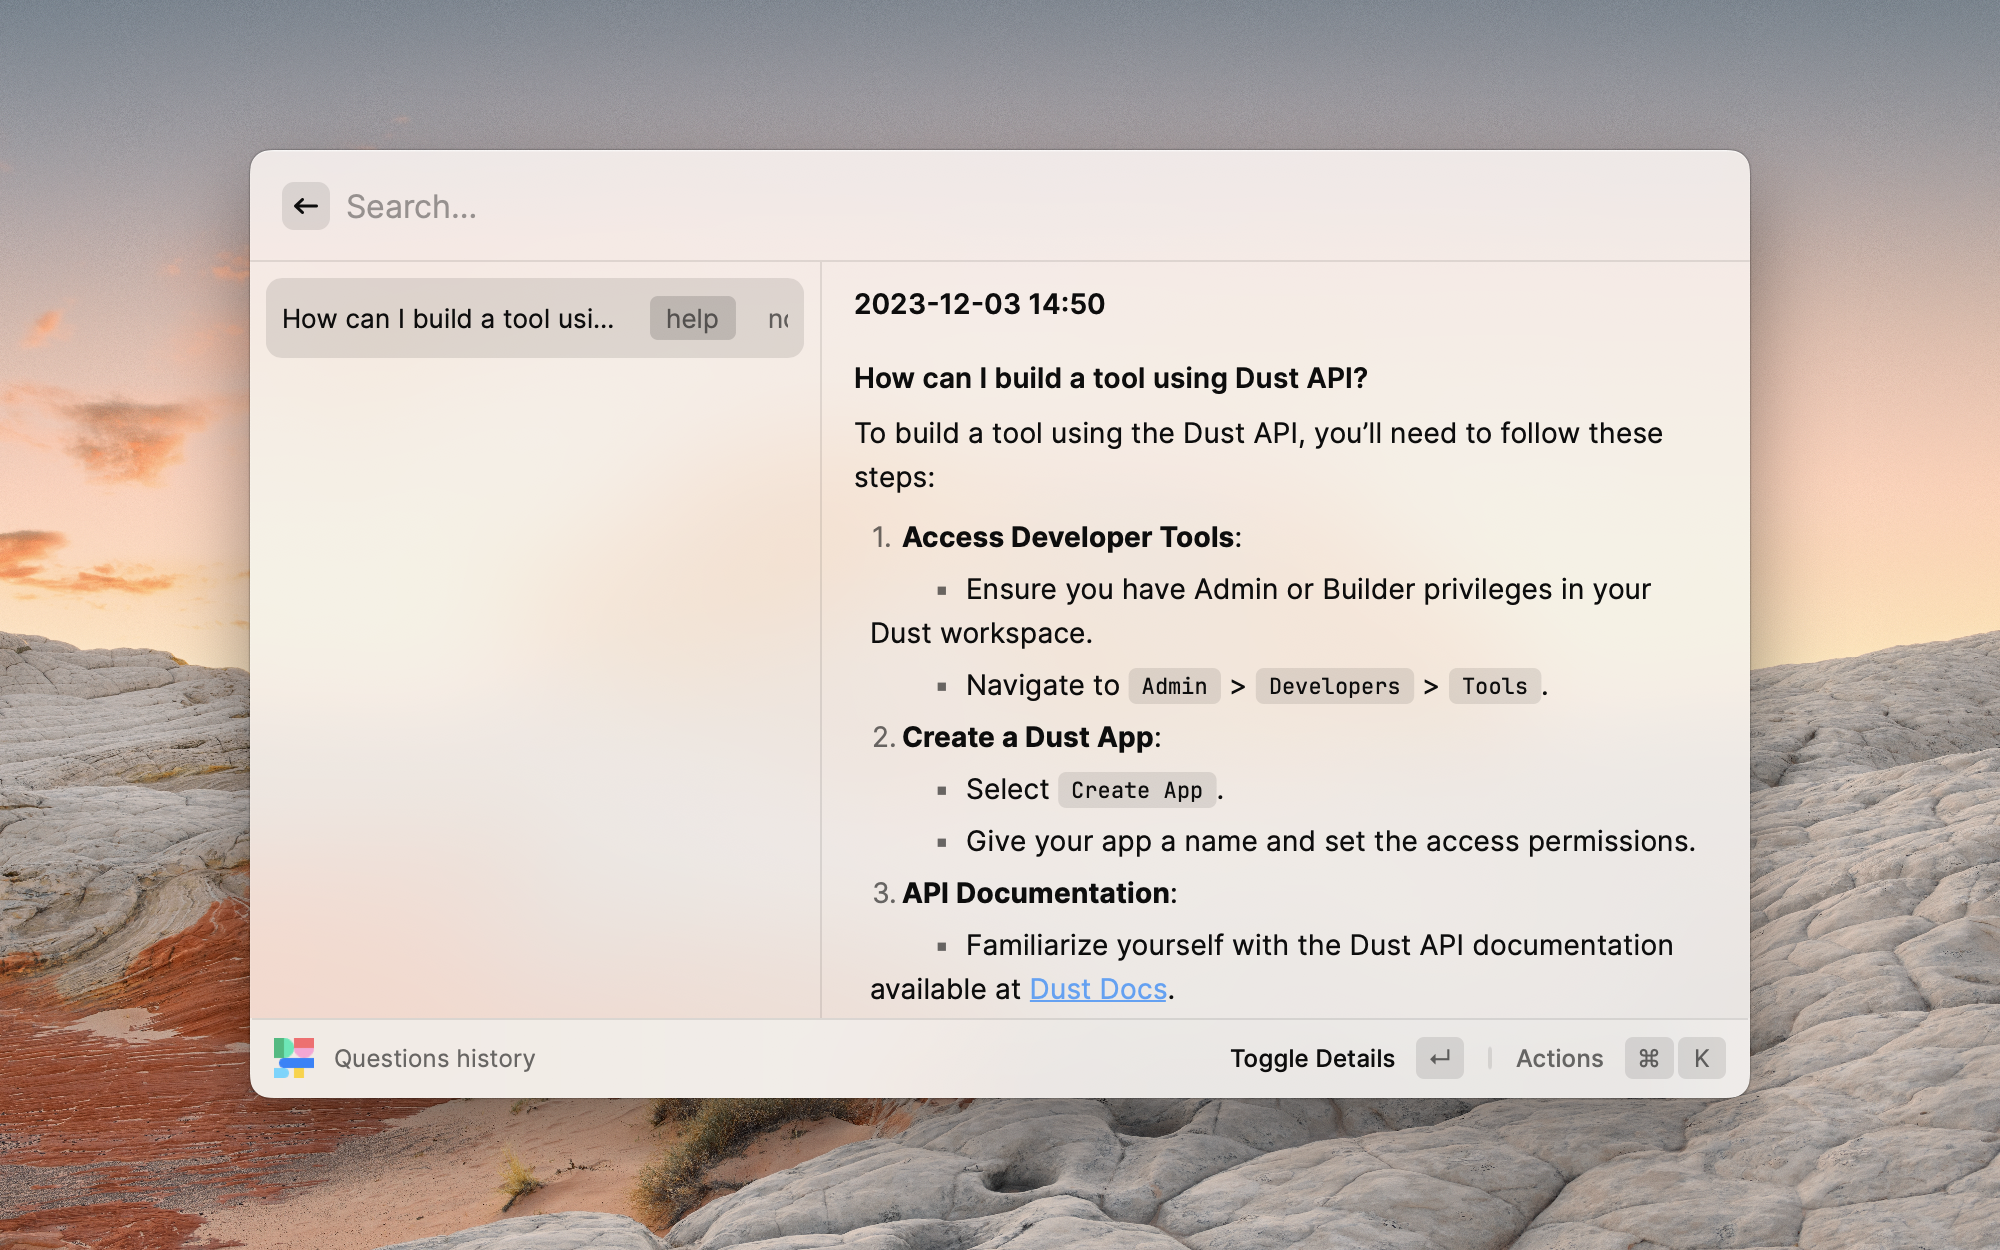 Search...
How can I build a tool usi... help
2023-12-03 14:50
How can I build a tool using Dust API?
To build a tool using the Dust API, you’ll need to follow these
steps:
1. Access Developer Tools:
▪ Ensure you have Admin or Builder privileges in your
Dust workspace.
▪ Navigate to Admin > Developers > Tools.
2. Create a Dust App:
▪ Select Create App.
▪ Give your app a name and set the access permissions.
3. API Documentation:
▪ Familiarize yourself with the Dust API documentation
available at Dust Docs.
Questions history
Toggle Details ↵ | Actions ⌘ K